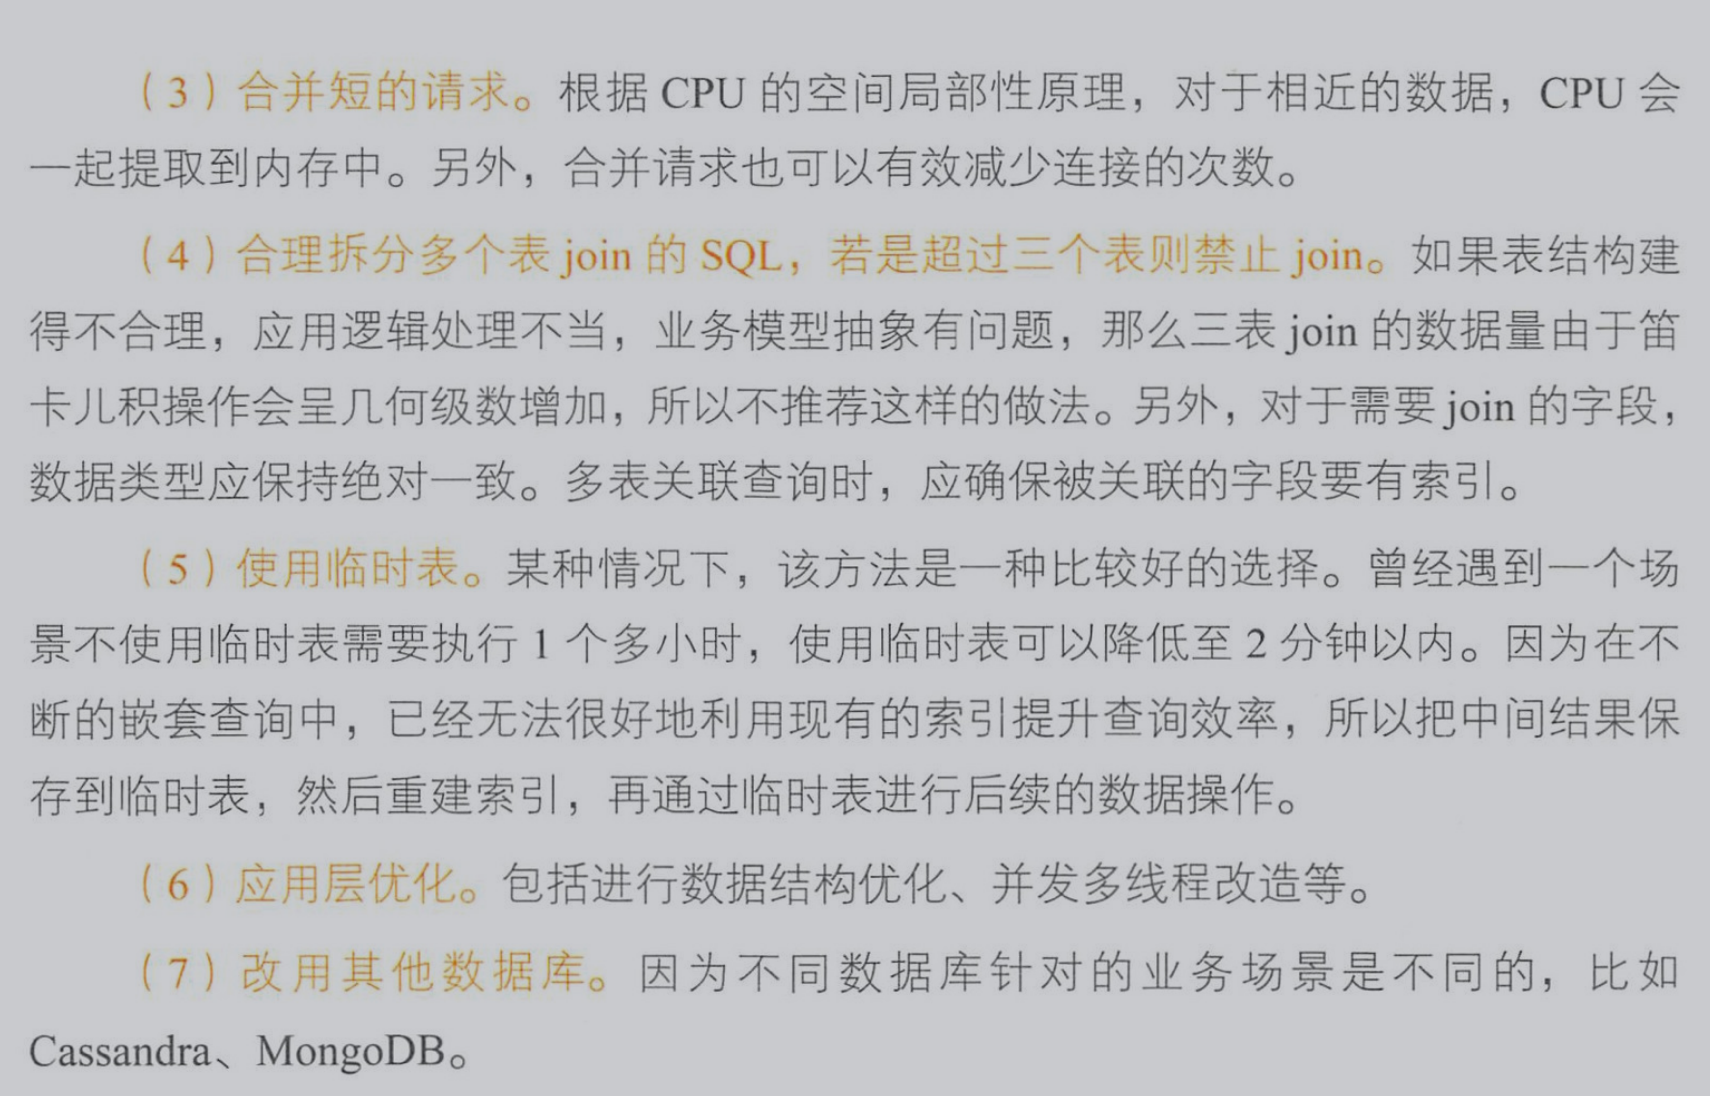 （3）合并短的请求。根据 CPU 的空间局部性原理，对于相近的数据，CPU 会
一起提取到内存中。另外，合并请求也可以有效减少连接的次数。
（4）合理拆分多个表 join 的 SQL，若是超过三个表则禁止 join。如果表结构建
得不合理，应用逻辑处理不当，业务模型抽象有问题，那么三表 join 的数据量由于笛
卡儿积操作会呈几何级数增加，所以不推荐这样的做法。另外，对于需要 join 的字段，
数据类型应保持绝对一致。多表关联查询时，应确保被关联的字段要有索引。
（5）使用临时表。某种情况下，该方法是一种比较好的选择。曾经遇到一个场
景不使用临时表需要执行 1 个多小时，使用临时表可以降低至 2 分钟以内。因为在不
断的嵌套查询中，已经无法很好地利用现有的索引提升查询效率，所以把中间结果保
存到临时表，然后重建索引，再通过临时表进行后续的数据操作。
（6）应用层优化。包括进行数据结构优化、并发多线程改造等。
（7）改用其他数据库。因为不同数据库针对的业务场景是不同的，比如
Cassandra、MongoDB。